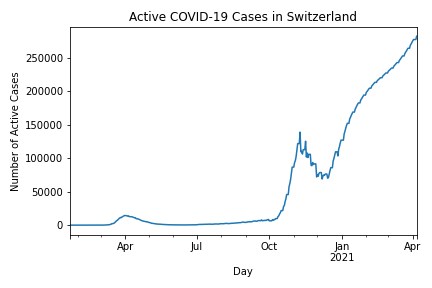 Active COVID-19 Cases in Switzerland
Number of Active Cases
250000
200000
150000
100000
50000
0
Apr
Jul
Oct
Jan
2021
Apr
Day